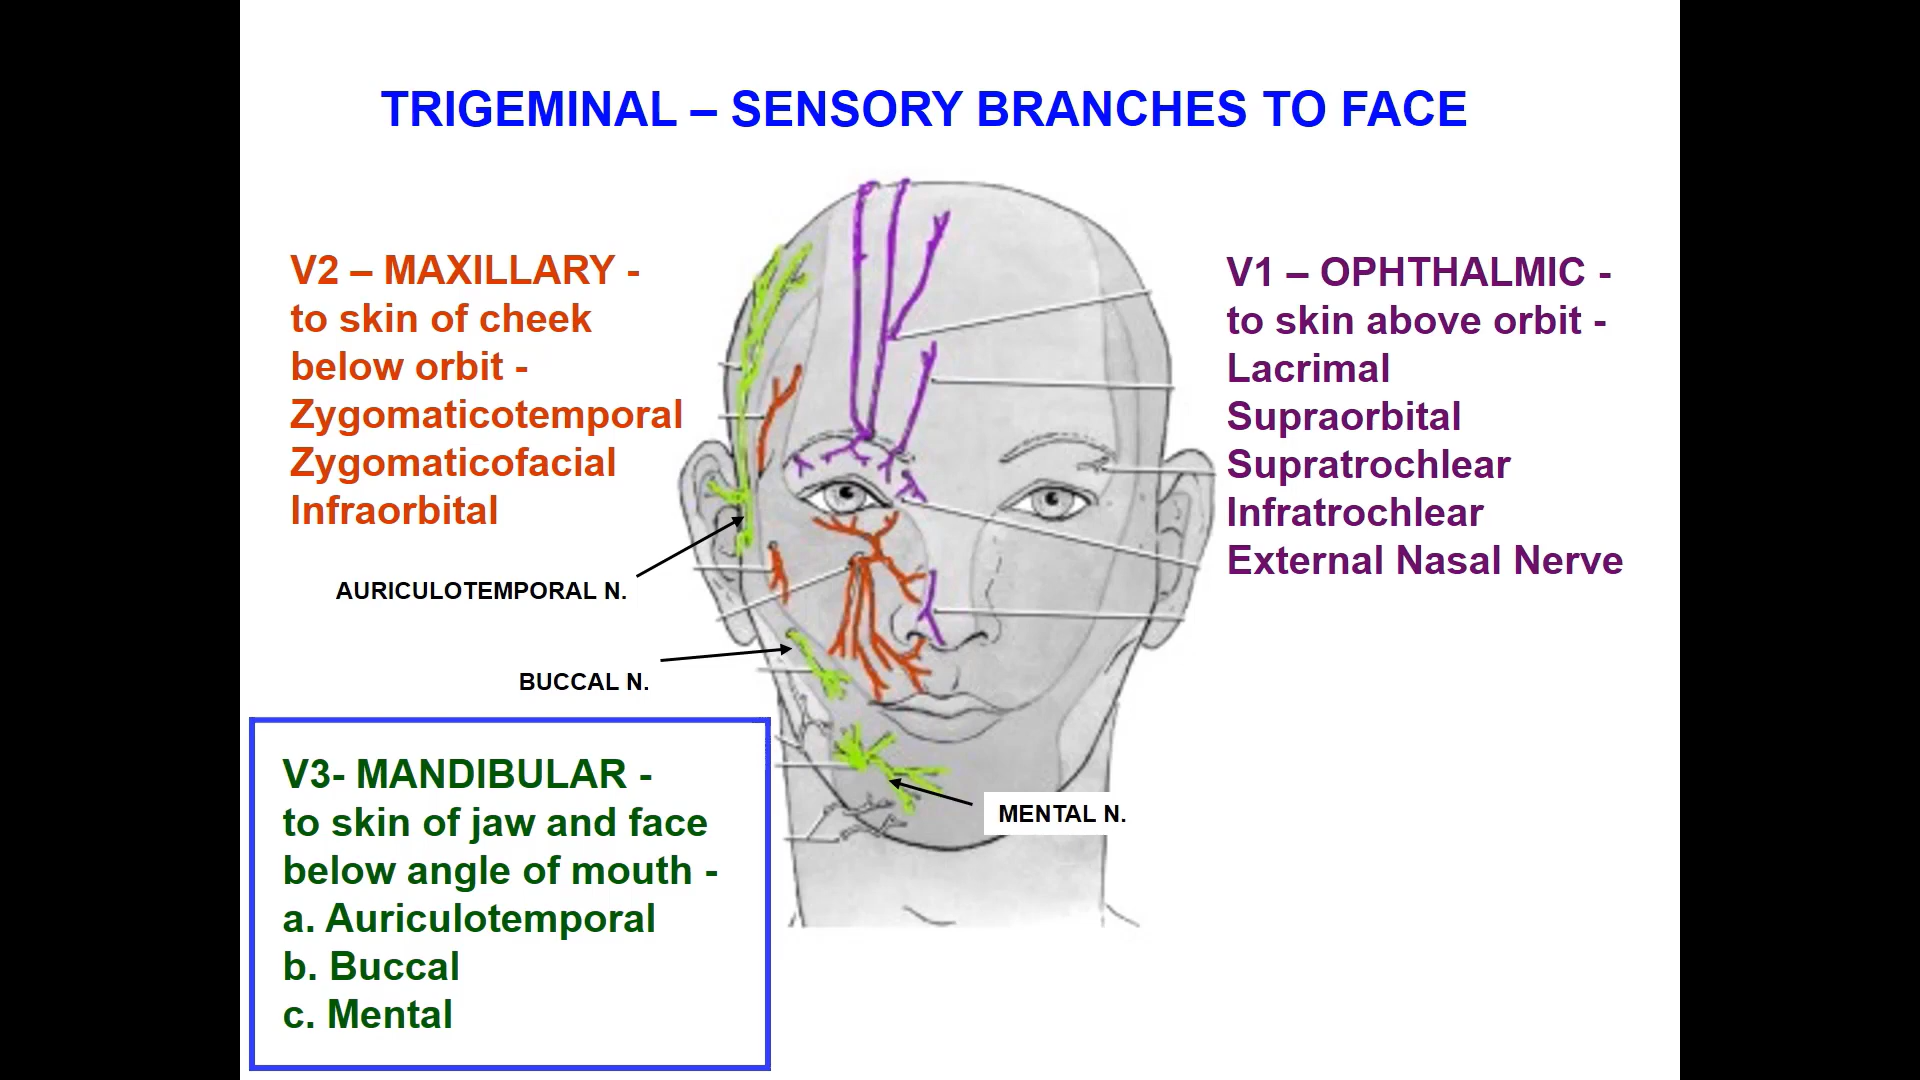 TRIGEMINAL – SENSORY BRANCHES TO FACE
V2 – MAXILLARY -
to skin of cheek
below orbit -
Zygomaticotemporal
Zygomaticofacial
Infraorbital
V1 – OPHTHALMIC -
to skin above orbit -
Lacrimal
Supraorbital
Supratrochlear
Infratrochlear
External Nasal Nerve
AURICULOTEMPORAL N.
BUCCAL N.
MENTAL N.
V3- MANDIBULAR -
to skin of jaw and face
below angle of mouth -
a. Auriculotemporal
b. Buccal
c. Mental